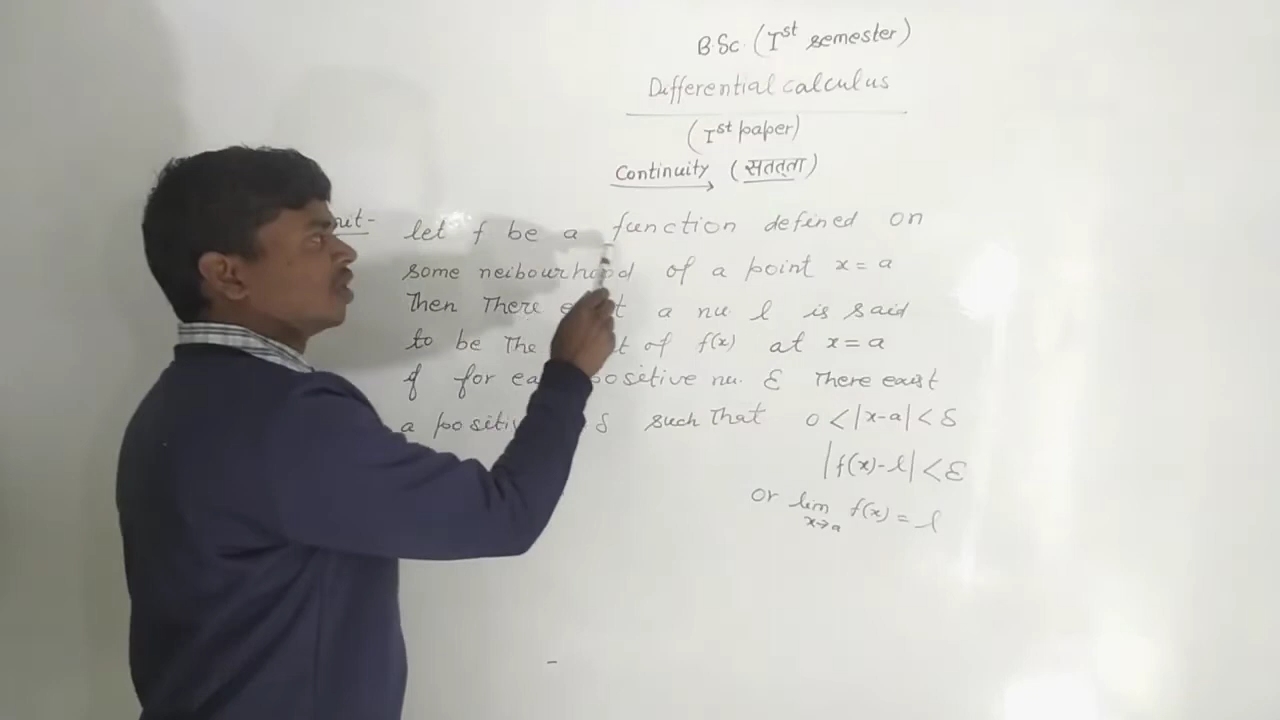 B.Sc. (Ist semester)
Differential calculus
(Ist paper)
Continuity (सतत्ता)
let f be a function defined on
some neibourhood of a point x = a
Then There a nu. l is said
to be The of f(x) at x = a
if for positive nu. ε There exist
a δ such That 0 < |x-a| < δ
|f(x)-l| < ε
or lim x→a f(x) = l